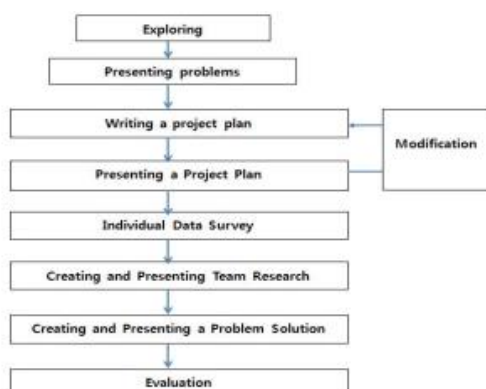 Exploring
Presenting problems
Writing a project plan
Modification
Presenting a Project Plan
Individual Data Survey
Creating and Presenting Team Research
Creating and Presenting a Problem Solution
Evaluation